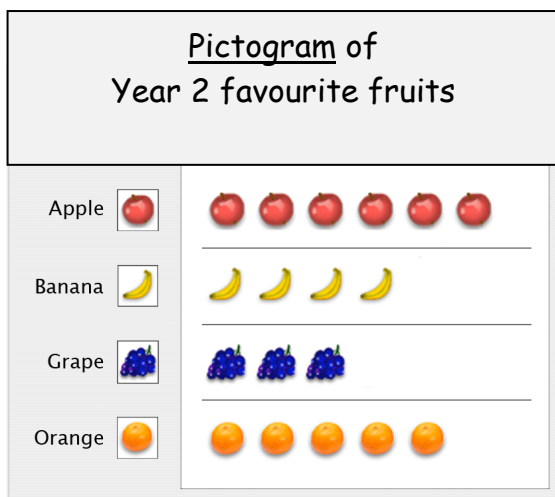 Pictogram of
Year 2 favourite fruits
Apple
Banana
Grape
Orange